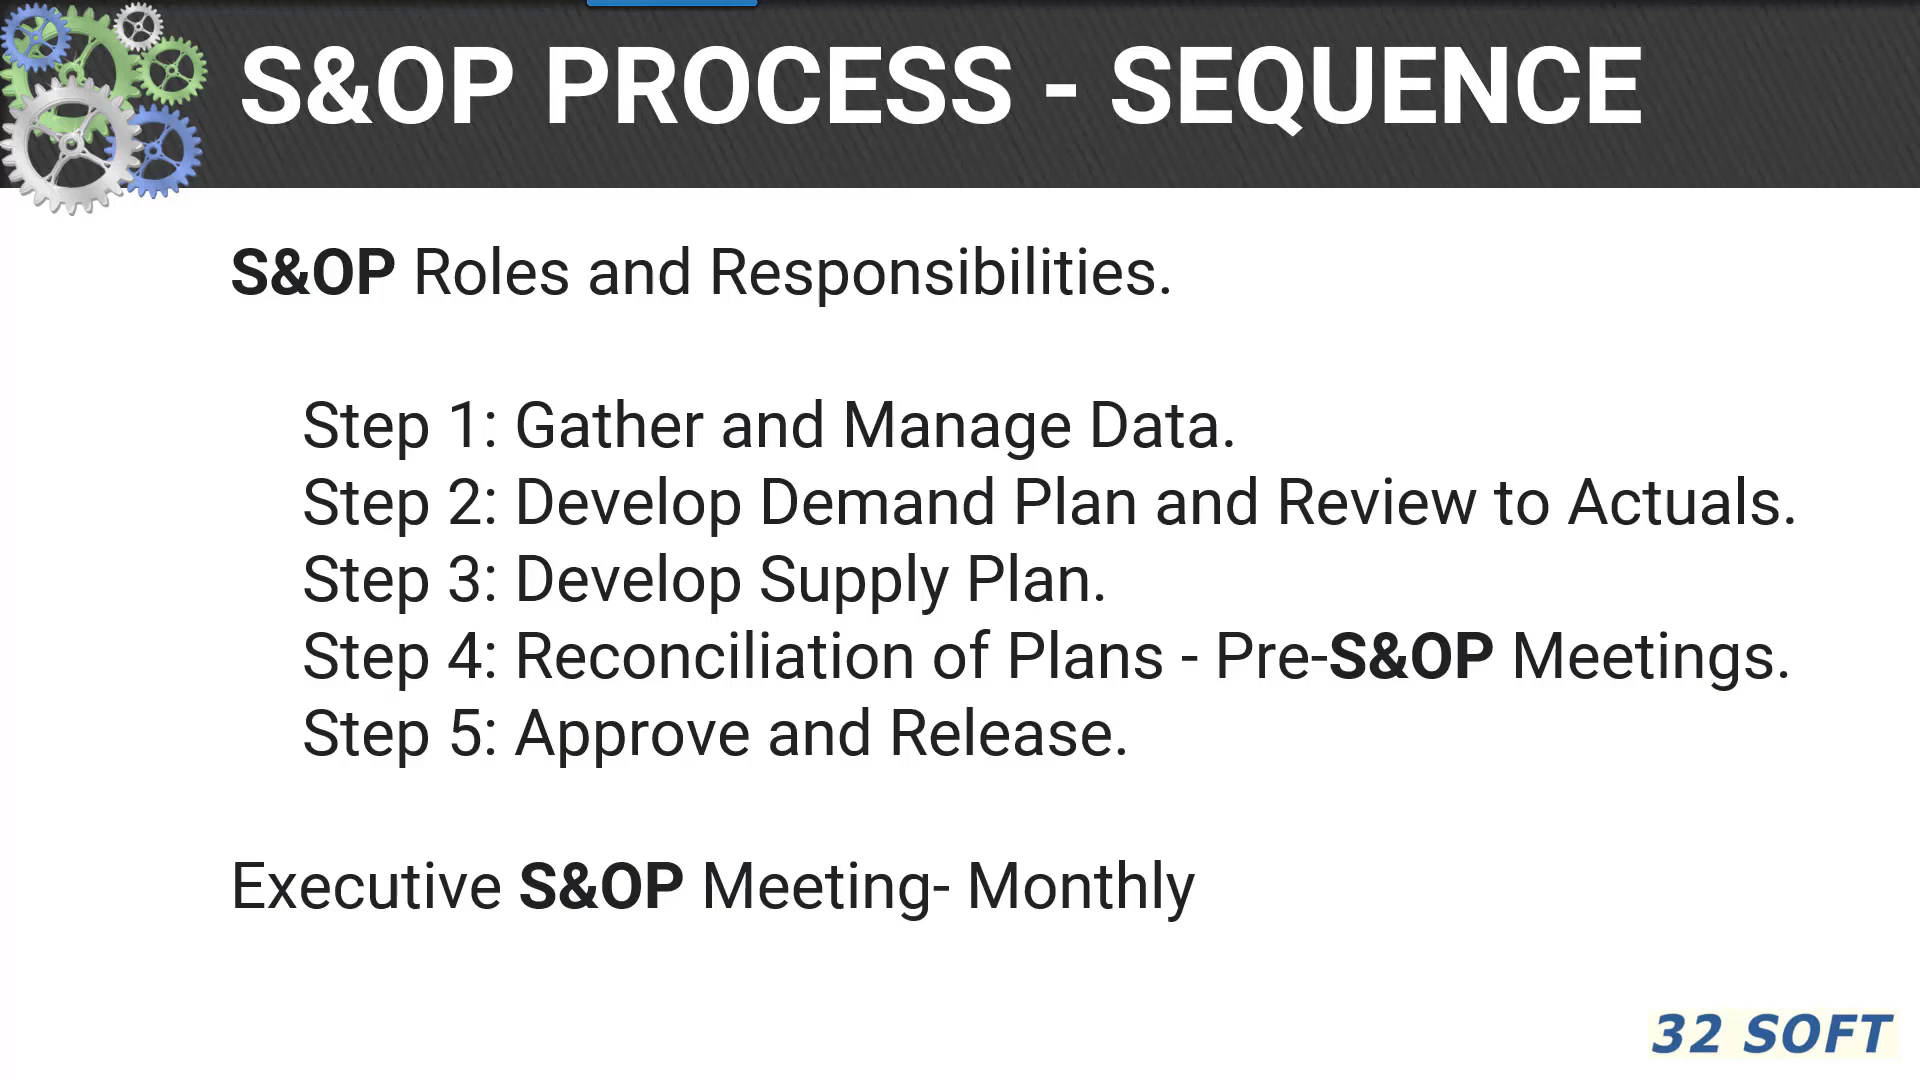 S&OP PROCESS - SEQUENCE
S&OP Roles and Responsibilities.
Step 1: Gather and Manage Data.
Step 2: Develop Demand Plan and Review to Actuals.
Step 3: Develop Supply Plan.
Step 4: Reconciliation of Plans - Pre-S&OP Meetings.
Step 5: Approve and Release.
Executive S&OP Meeting- Monthly
32 SOFT